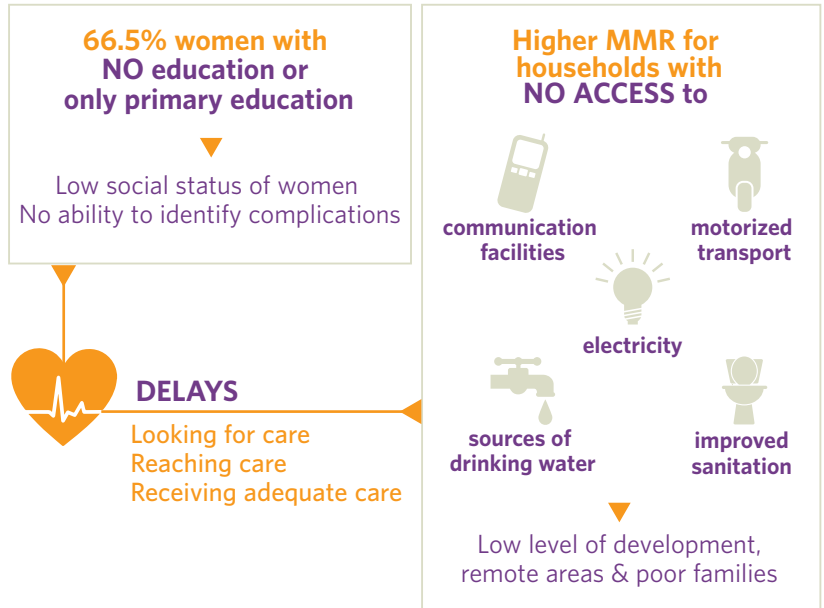 66.5% women with
NO education or
only primary education
Low social status of women
No ability to identify complications
DELAYS
Looking for care
Reaching care
Receiving adequate care
Higher MMR for
households with
NO ACCESS to
communication
facilities
motorized
transport
electricity
sources of
drinking water
improved
sanitation
Low level of development,
remote areas & poor families